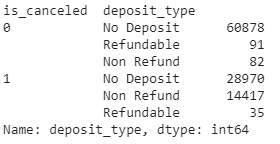 is_canceled  deposit_type
0            No Deposit      60878
             Refundable         91
             Non Refund         82
1            No Deposit      28970
             Non Refund      14417
             Refundable         35
Name: deposit_type, dtype: int64